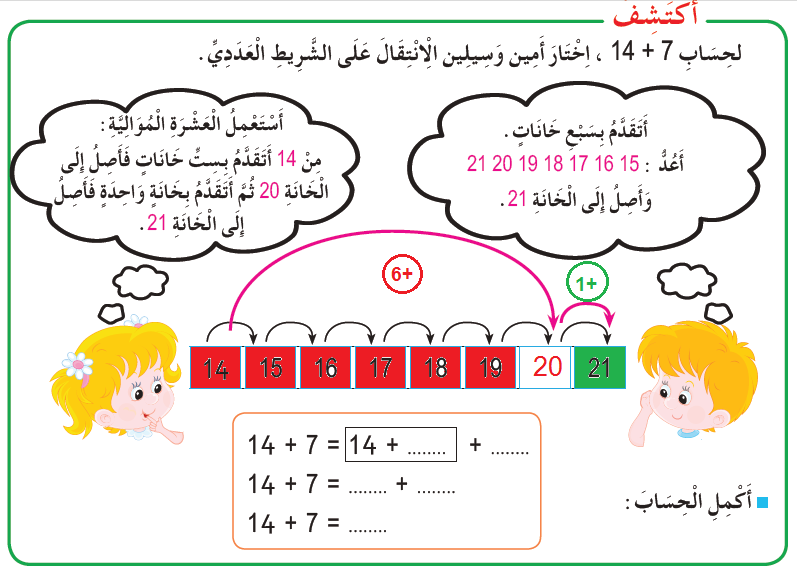 أَكْتَشِفُ
لحِسَابِ 7 + 14 ، اِخْتَارَ أَمِين وَسِيلِين الْاِنْتِقَالَ عَلَى الشَّرِيطِ الْعَدَدِيِّ .
أَتَقَدَّمُ بِسَبْعِ خَانَاتٍ .
أَعُدُّ : 15 16 17 18 19 20 21
وَأَصِلُ إِلَى الْخَانَةِ 21 .
أَسْتَعْمِلُ الْعَشْرَةَ الْمُوَالِيَّةَ :
مِنْ 14 أَتَقَدَّمُ بِسِتِّ خَانَاتٍ فَأَصِلُ إِلَى
الْخَانَةِ 20 ثُمَّ أَتَقَدَّمُ بِخَانَةٍ وَاحِدَةٍ فَأَصِلُ
إِلَى الْخَانَةِ 21 .
6+
1+
14 15 16 17 18 19 20 21
أَكْمِلِ الْحِسَابَ :
14 + 7 = 14 + ........ + ........
14 + 7 = ........ + ........
14 + 7 = ........